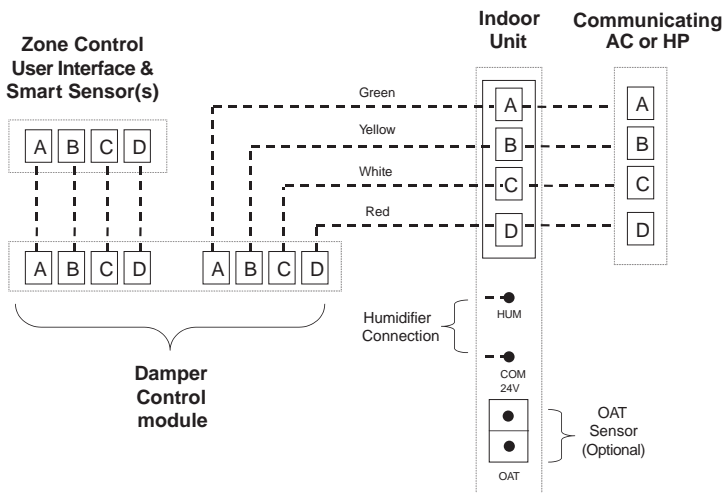 Zone Control
User Interface &
Smart Sensor(s)
A B C D
A B C D
A B C D
Damper
Control
module
Green
Yellow
White
Red
Indoor
Unit
A
B
C
D
Communicating
AC or HP
A
B
C
D
Humidifier
Connection
HUM
COM
24V
OAT
Sensor
(Optional)
OAT